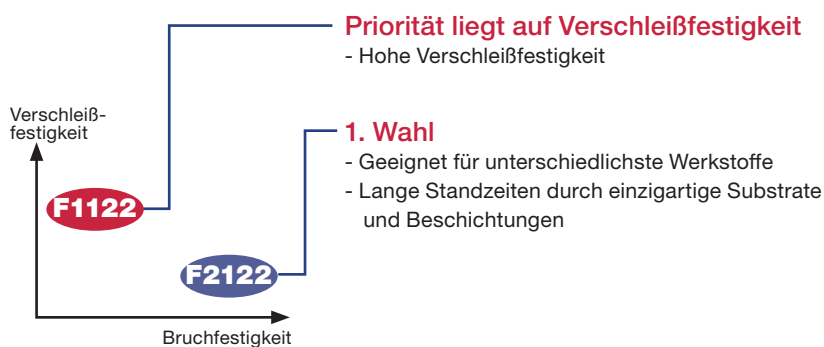 Priorität liegt auf Verschleißfestigkeit
- Hohe Verschleißfestigkeit
Verschleiß-
festigkeit
1. Wahl
- Geeignet für unterschiedlichste Werkstoffe
- Lange Standzeiten durch einzigartige Substrate
und Beschichtungen
F1122
F2122
Bruchfestigkeit